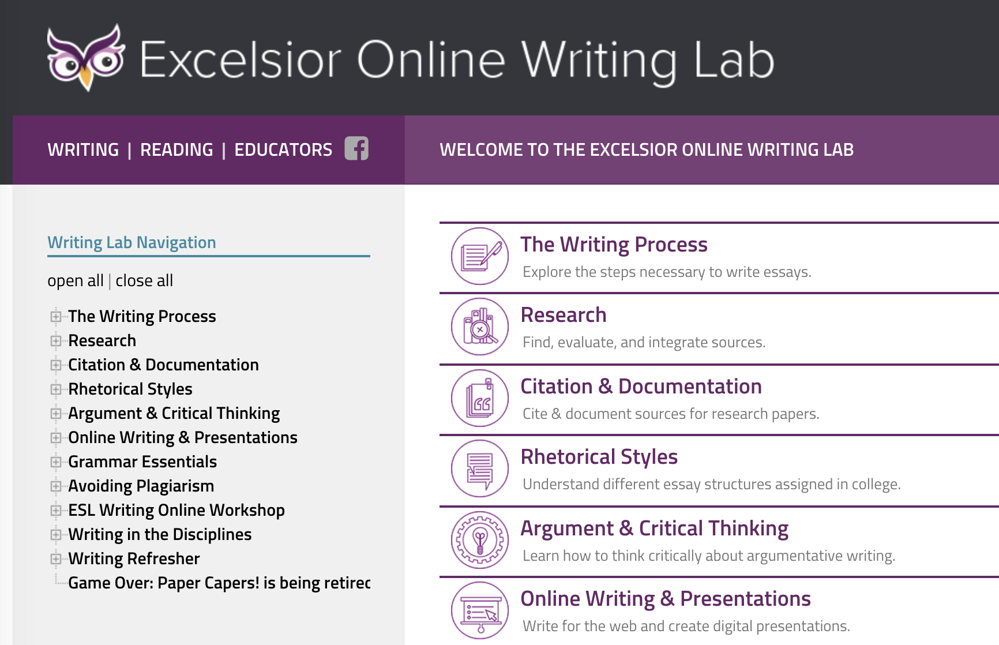 Excelsior Online Writing Lab
WRITING | READING | EDUCATORS
WELCOME TO THE EXCELSIOR ONLINE WRITING LAB
Writing Lab Navigation
open all | close all
The Writing Process
Research
Citation & Documentation
Rhetorical Styles
Argument & Critical Thinking
Online Writing & Presentations
Grammar Essentials
Avoiding Plagiarism
ESL Writing Online Workshop
Writing in the Disciplines
Writing Refresher
Game Over: Paper Capers! is being retired
The Writing Process
Explore the steps necessary to write essays.
Research
Find, evaluate, and integrate sources.
Citation & Documentation
Cite & document sources for research papers.
Rhetorical Styles
Understand different essay structures assigned in college.
Argument & Critical Thinking
Learn how to think critically about argumentative writing.
Online Writing & Presentations
Write for the web and create digital presentations.